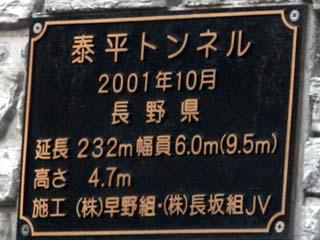 泰平トンネル
2001年10月
長野県
延長 232m 幅員 6.0m(9.5m)
高さ 4.7m
施工 (株)早野組・(株)長坂組JV